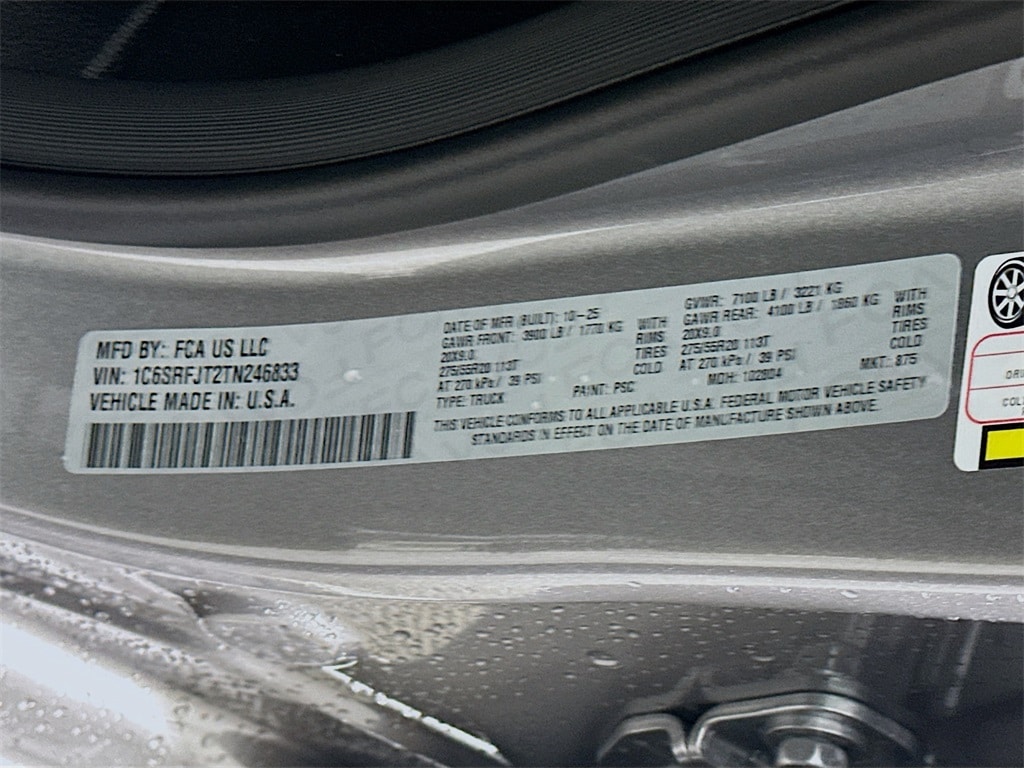 MFD BY: FCA US LLC
VIN: 1C6SRFJT2TN246833
VEHICLE MADE IN: U.S.A.
DATE OF MFR (BUILT): 10-25
GAWR FRONT: 3900 LB / 1770 KG WITH
20X9.0 RIMS
275/55R20 113T TIRES
AT 270 kPa / 39 PSI COLD
TYPE: TRUCK PAINT: PSC
GVWR: 7100 LB / 3221 KG
GAWR REAR: 4100 LB / 1860 KG WITH
20X9.0 RIMS
275/55R20 113T TIRES
AT 270 kPa / 39 PSI COLD
MDH: 102804 MKT: 875
THIS VEHICLE CONFORMS TO ALL APPLICABLE U.S.A. FEDERAL MOTOR VEHICLE SAFETY
STANDARDS IN EFFECT ON THE DATE OF MANUFACTURE SHOWN ABOVE.